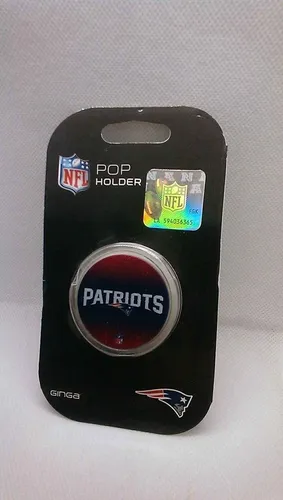 NFL
POP
HOLDER
NFL
PATRIOTS
GINGA